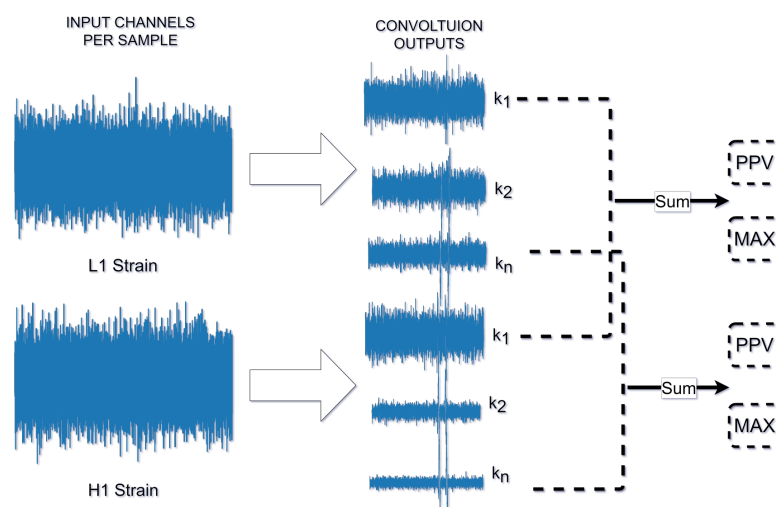 INPUT CHANNELS
PER SAMPLE
CONVOLTUION
OUTPUTS
k1
k2
kn
L1 Strain
k1
k2
kn
H1 Strain
Sum
PPV
MAX
Sum
PPV
MAX